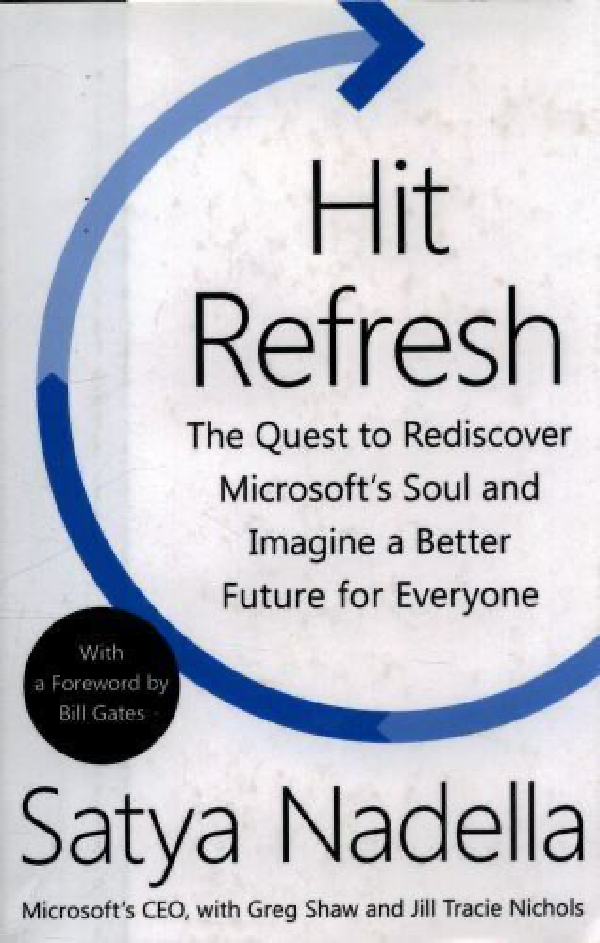 Hit
Refresh
The Quest to Rediscover
Microsoft's Soul and
Imagine a Better
Future for Everyone
With
a Foreword by
Bill Gates
Satya Nadella
Microsoft's CEO, with Greg Shaw and Jill Tracie Nichols